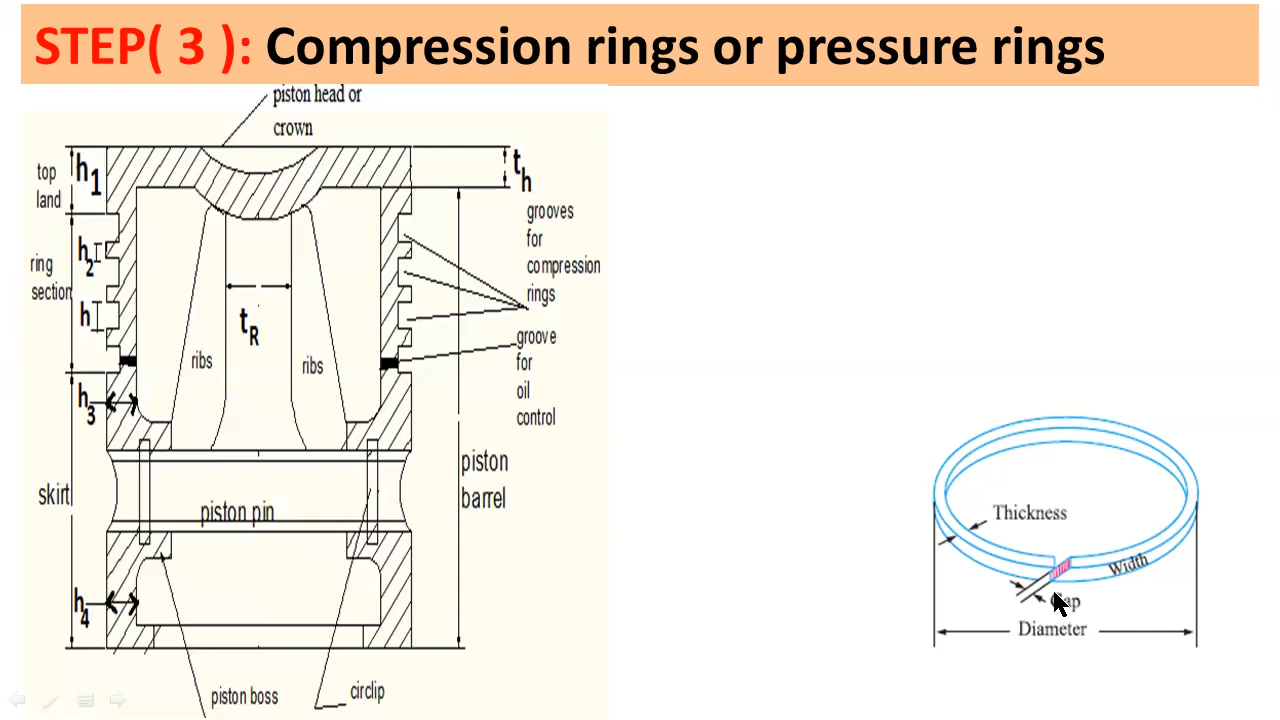 STEP( 3 ): Compression rings or pressure rings
piston head or
crown
top
land
h1
th
grooves
for
compression
rings
ring
section
h2
h
tR
ribs
ribs
groove
for
oil
control
h3
piston
barrel
skirt
piston pin
h4
piston boss
circlip
Thickness
Width
Gap
Diameter